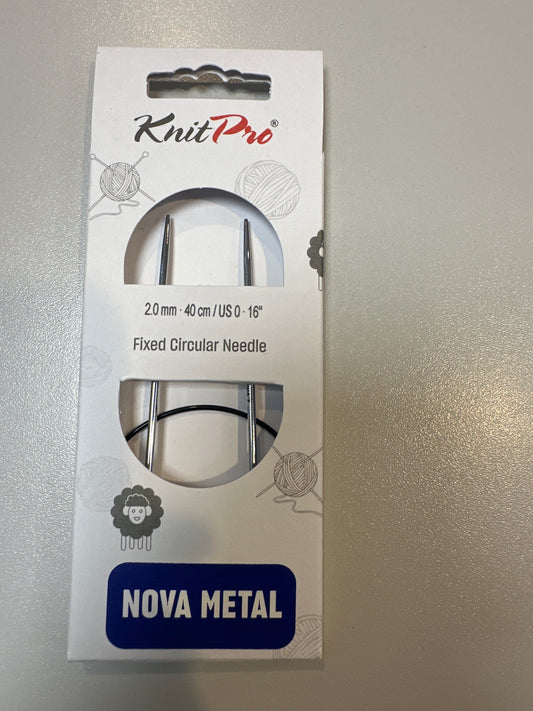 KnitPro®
2.0 mm · 40 cm / US 0 · 16"
Fixed Circular Needle
NOVA METAL